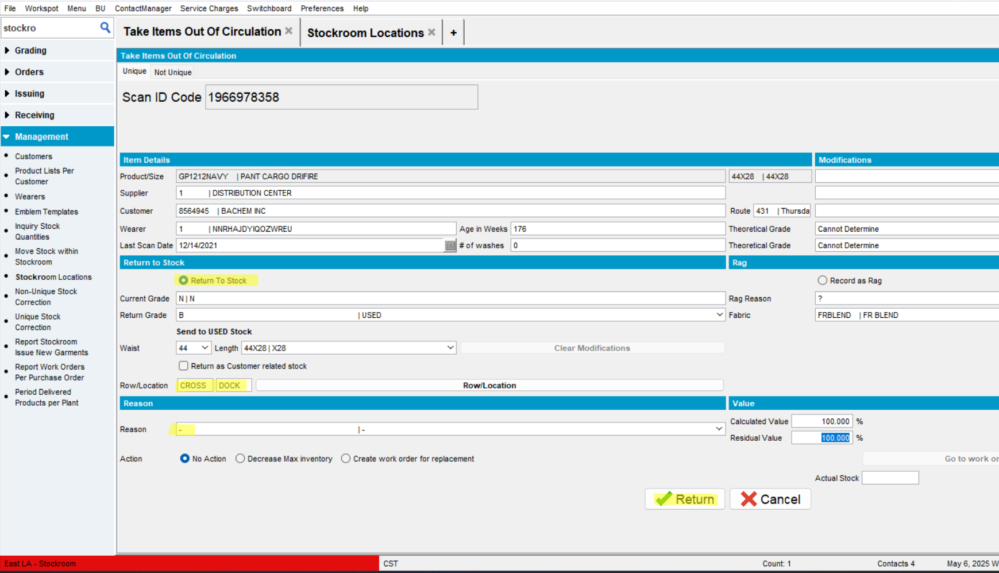 File Workspot Menu BU ContactManager Service Charges Switchboard Preferences Help
stockro
Take Items Out Of Circulation Stockroom Locations +
Grading
Orders
Issuing
Receiving
Management
Customers
Product Lists Per
Customer
Wearers
Emblem Templates
Inquiry Stock
Quantities
Move Stock within
Stockroom
Stockroom Locations
Non-Unique Stock
Correction
Unique Stock
Correction
Report Stockroom
Issue New Garments
Report Work Orders
Per Purchase Order
Period Delivered
Products per Plant
Take Items Out Of Circulation
Unique Not Unique
Scan ID Code 1966978358
Item Details Modifications
Product/Size GP1212NAVY | PANT CARGO DRIFIRE 44X28 | 44X28
Supplier 1 | DISTRIBUTION CENTER
Customer 8564945 | BACHEM INC Route 431 | Thursda
Wearer 1 | NNRHAJDYIQOZWREU Age in Weeks 176 Theoretical Grade Cannot Determine
Last Scan Date 12/14/2021 16 # of washes 0 Theoretical Grade Cannot Determine
Return to Stock Rag
Return To Stock Record as Rag
Current Grade N | N Rag Reason ?
Return Grade B | USED Fabric FRBLEND | FR BLEND
Send to USED Stock
Waist 44 Length 44X28 | X28 Clear Modifications
Return as Customer related stock
Row/Location CROSS DOCK Row/Location
Reason Value
Calculated Value 100.000 %
Reason - | -
Residual Value 100.000 %
Action No Action Decrease Max inventory Create work order for replacement Go to work or
Actual Stock
Return Cancel
East LA - Stockroom CST Count: 1 Contacts 4 May 6, 2025 W